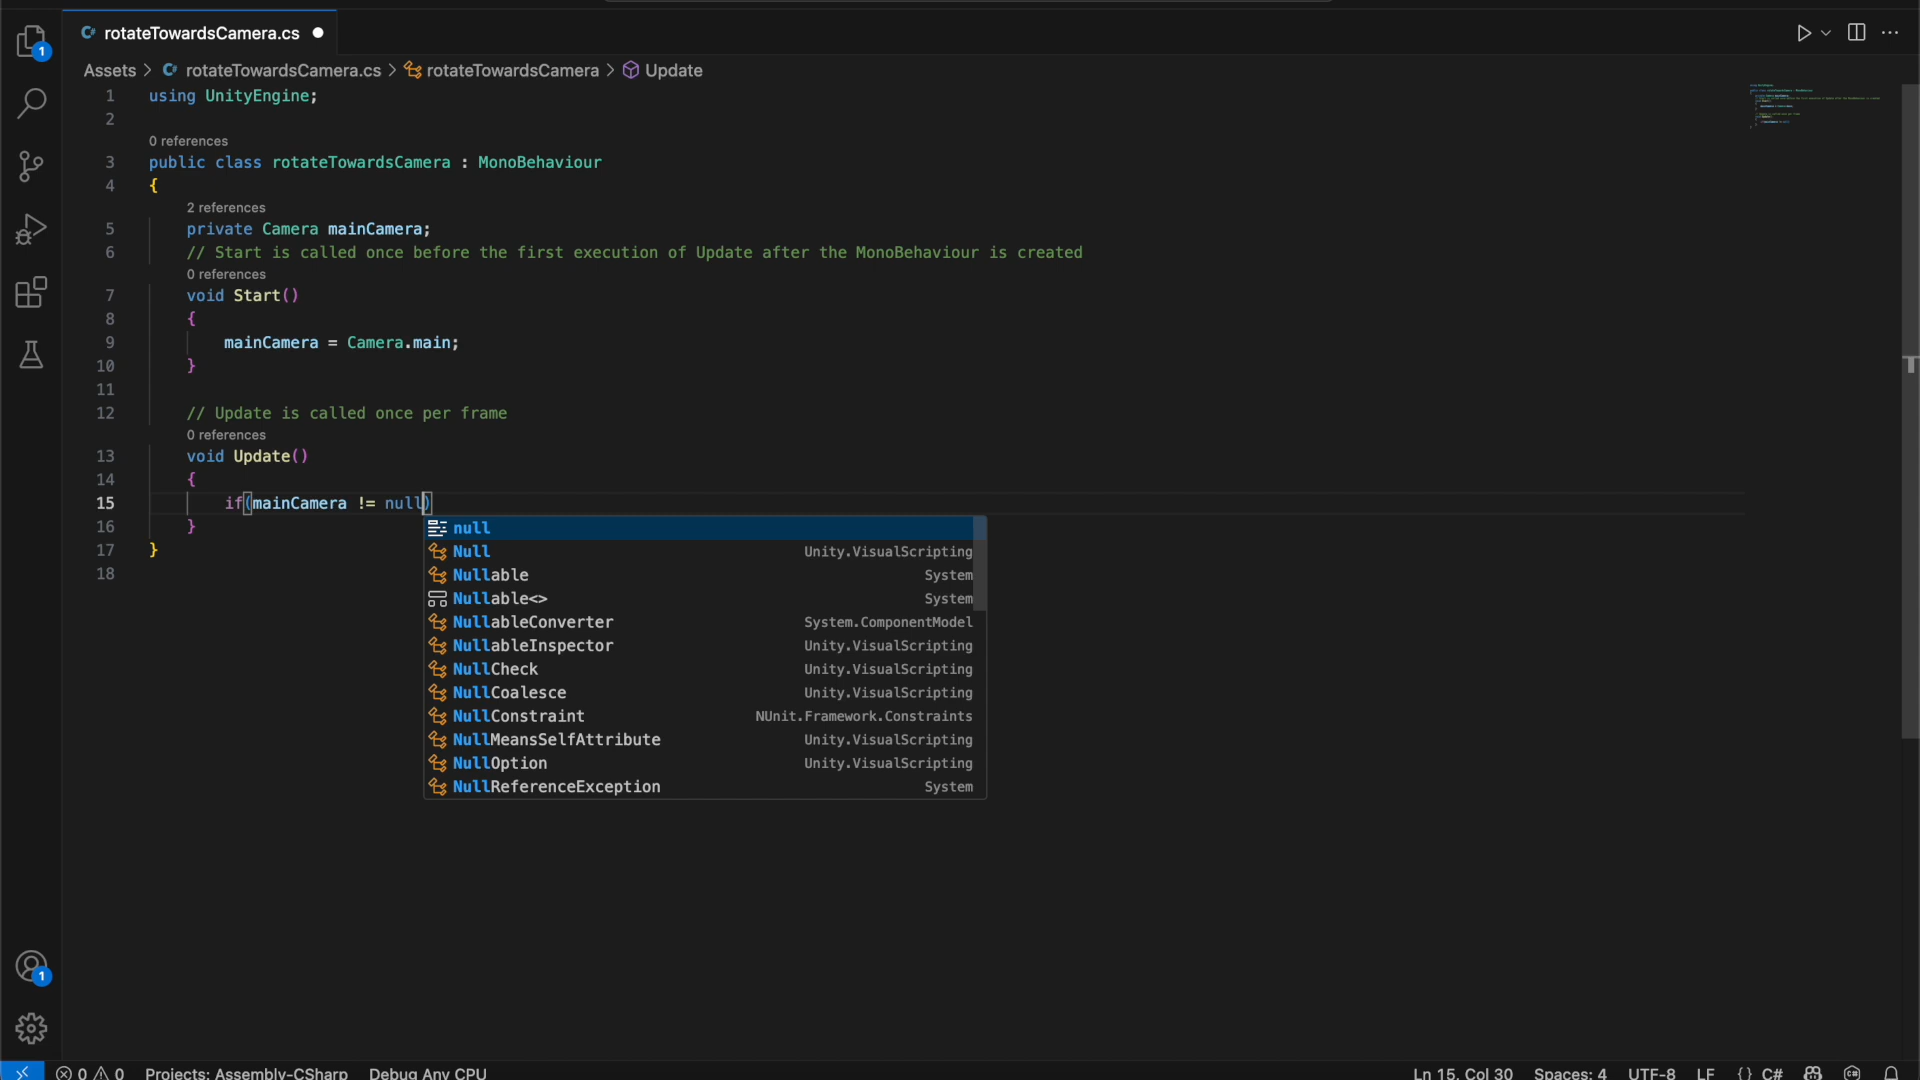 rotateTowardsCamera.cs
Assets > rotateTowardsCamera.cs > rotateTowardsCamera > Update
1 using UnityEngine;
2
0 references
3 public class rotateTowardsCamera : MonoBehaviour
4 {
2 references
5 private Camera mainCamera;
6 // Start is called once before the first execution of Update after the MonoBehaviour is created
0 references
7 void Start()
8 {
9 mainCamera = Camera.main;
10 }
11
12 // Update is called once per frame
0 references
13 void Update()
14 {
15 if(mainCamera != null)
16 }
17 }
18
null
Null Unity.VisualScripting
Nullable System
Nullable<> System
NullableConverter System.ComponentModel
NullableInspector Unity.VisualScripting
NullCheck Unity.VisualScripting
NullCoalesce Unity.VisualScripting
NullConstraint NUnit.Framework.Constraints
NullMeansSelfAttribute Unity.VisualScripting
NullOption Unity.VisualScripting
NullReferenceException System
1
1
0 0 Projects: Assembly-CSharp Debug Any CPU Ln 15, Col 30 Spaces: 4 UTF-8 LF {} C#